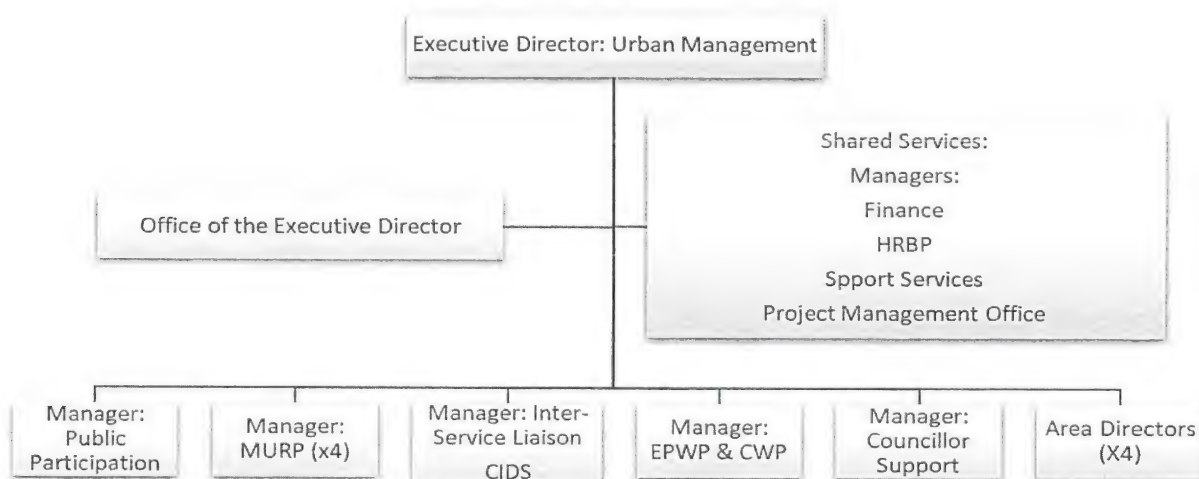 Executive Director: Urban Management
Shared Services:
Managers:
Finance
HRBP
Spport Services
Project Management Office
Office of the Executive Director
Manager:
Public
Participation
Manager:
MURP (x4)
Manager: Inter-
Service Liaison
CIDS
Manager:
EPWP & CWP
Manager:
Councillor
Support
Area Directors
(X4)